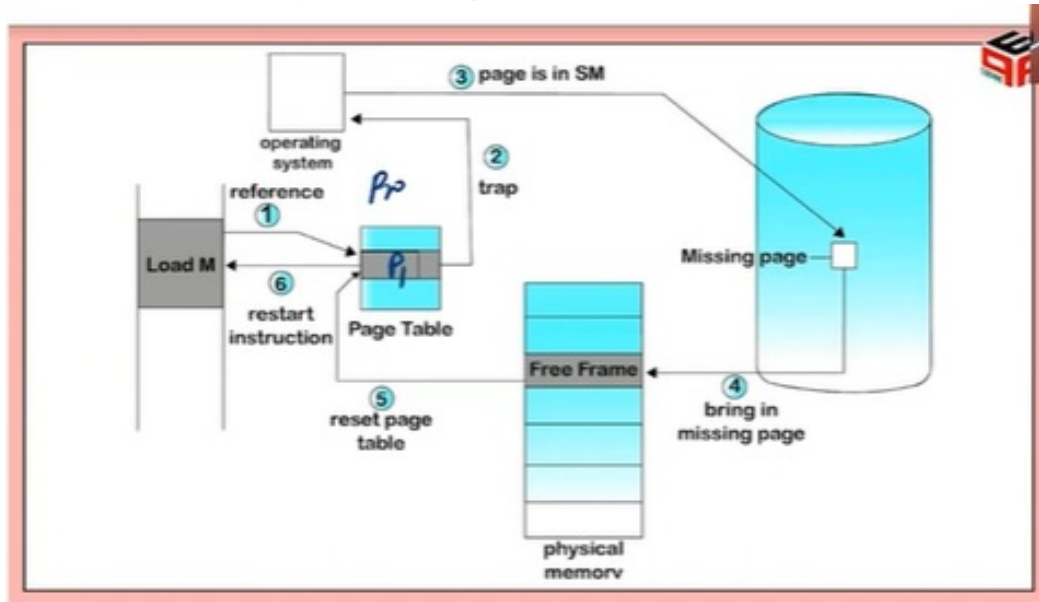 3 page is in SM
operating
system
2
trap
reference
1
Load M
6
restart
instruction
P1
Page Table
Missing page
Free Frame
4
bring in
missing page
5
reset page
table
physical
memory